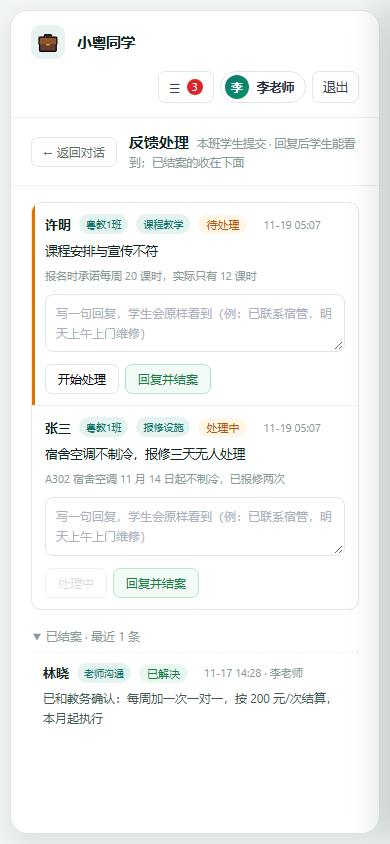 小粤同学
☰ 3 李 李老师 退出
← 返回对话 反馈处理 本班学生提交 · 回复后学生能看
到；已结案的收在下面
许明 粤教1班 课程教学 待处理 11-19 05:07
课程安排与宣传不符
报名时承诺每周 20 课时，实际只有 12 课时
写一句回复，学生会原样看到（例：已联系宿管，明
天上午上门维修）
开始处理 回复并结案
张三 粤教1班 报修设施 处理中 11-19 05:07
宿舍空调不制冷，报修三天无人处理
A302 宿舍空调 11 月 14 日起不制冷，已报修两次
写一句回复，学生会原样看到（例：已联系宿管，明
天上午上门维修）
处理中 回复并结案
▼ 已结案 · 最近 1 条
林晓 老师沟通 已解决 11-17 14:28 · 李老师
已和教务确认：每周加一次一对一，按 200 元/次结算，
本月起执行